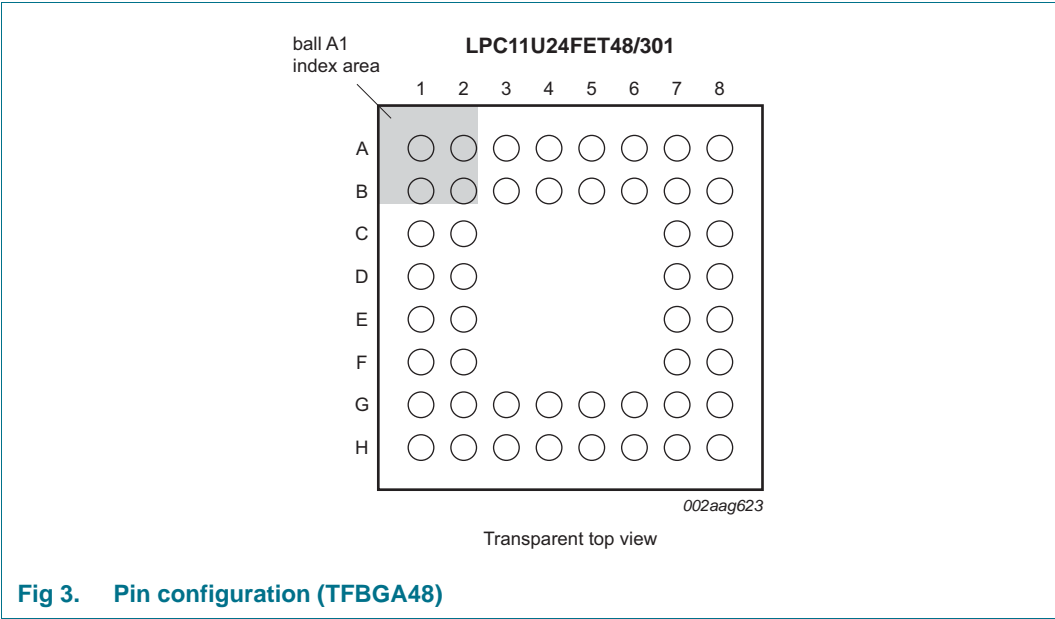 ball A1
index area
LPC11U24FET48/301
1 2 3 4 5 6 7 8
A
B
C
D
E
F
G
H
002aag623
Transparent top view
Fig 3. Pin configuration (TFBGA48)